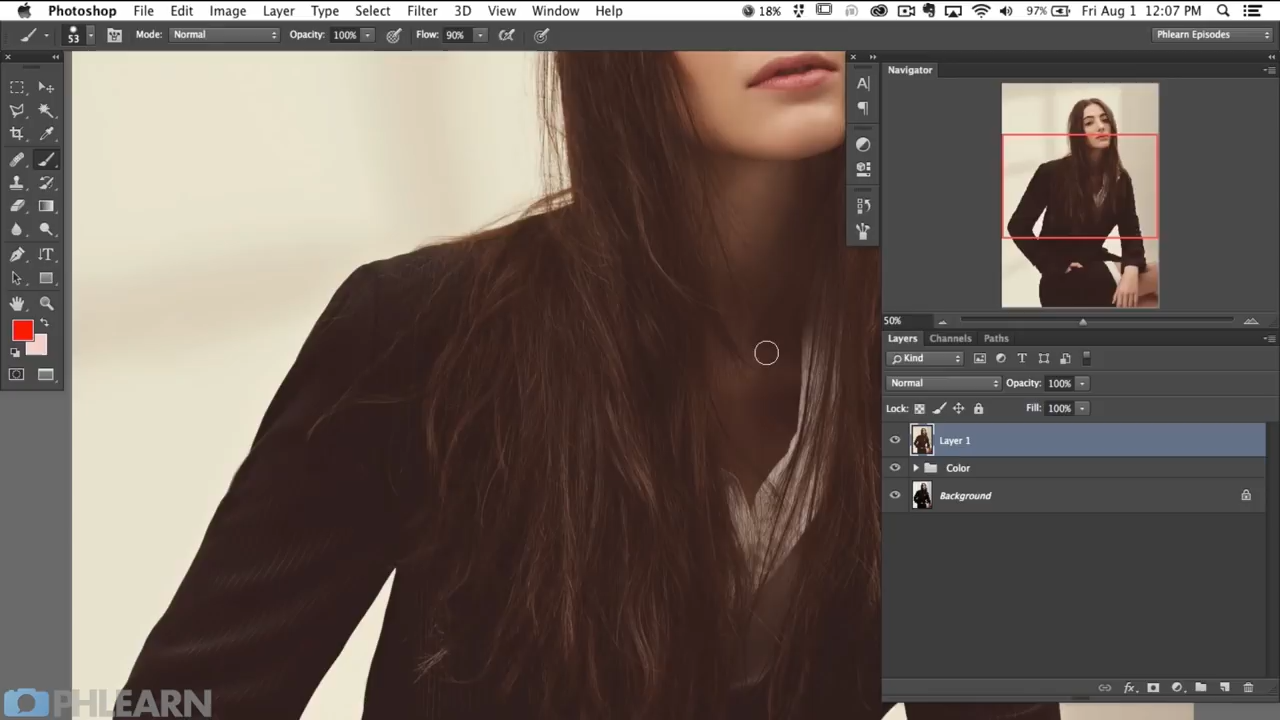 Photoshop File Edit Image Layer Type Select Filter 3D View Window Help 18% 97% Fri Aug 1 12:07 PM
53 Mode: Normal Opacity: 100% Flow: 90% Phlearn Episodes
Navigator
50%
Layers Channels Paths
Kind
Normal Opacity: 100%
Lock: Fill: 100%
Layer 1
Color
Background
PHLEARN